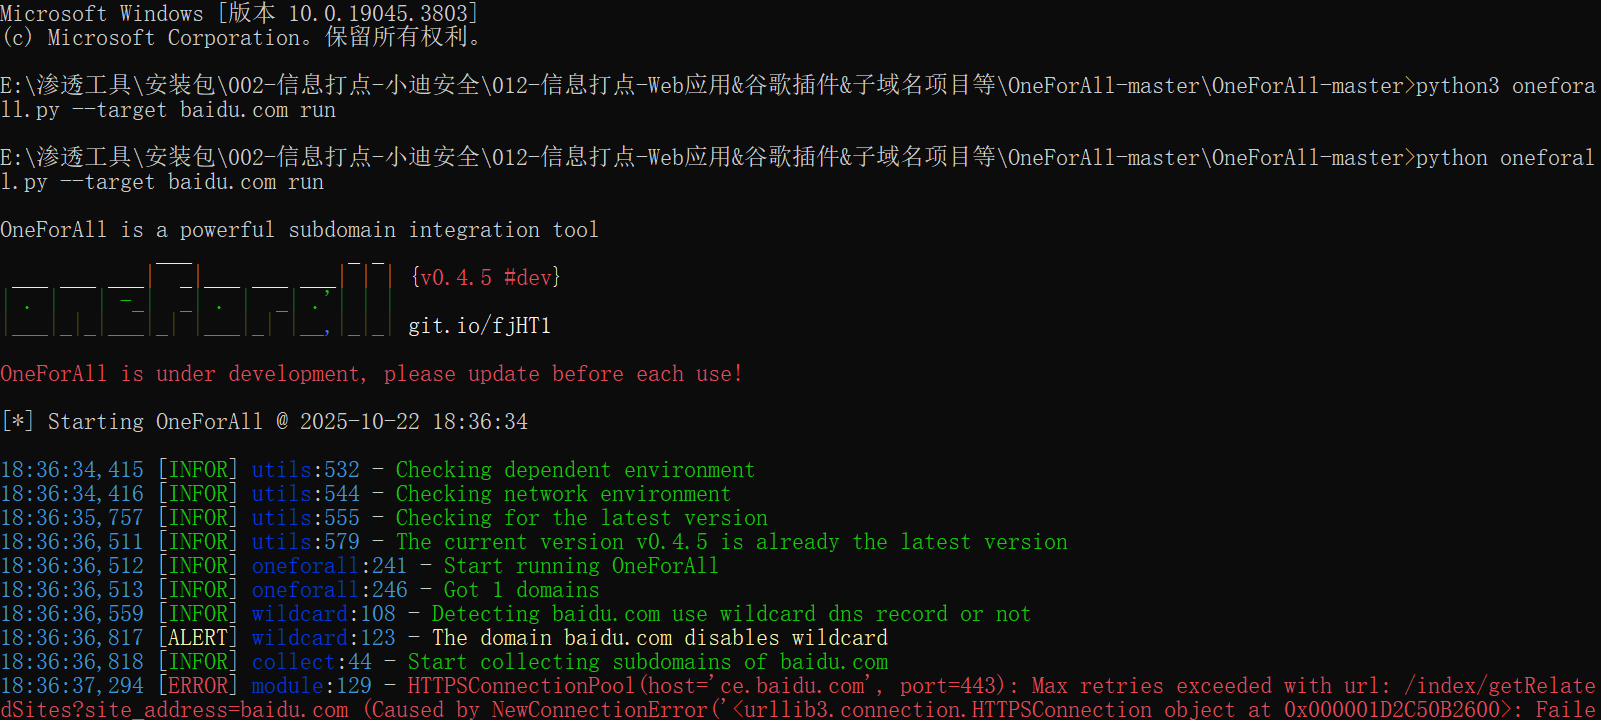 Microsoft Windows [版本 10.0.19045.3803]
(c) Microsoft Corporation。保留所有权利。
E:\渗透工具\安装包\002-信息打点-小迪安全\012-信息打点-Web应用&谷歌插件&子域名项目等\OneForAll-master\OneForAll-master>python3 onefora
ll.py --target baidu.com run
E:\渗透工具\安装包\002-信息打点-小迪安全\012-信息打点-Web应用&谷歌插件&子域名项目等\OneForAll-master\OneForAll-master>python oneforal
l.py --target baidu.com run
OneForAll is a powerful subdomain integration tool
{v0.4.5 #dev}
git.io/fjHT1
OneForAll is under development, please update before each use!
[*] Starting OneForAll @ 2025-10-22 18:36:34
18:36:34,415 [INFOR] utils:532 - Checking dependent environment
18:36:34,416 [INFOR] utils:544 - Checking network environment
18:36:35,757 [INFOR] utils:555 - Checking for the latest version
18:36:36,511 [INFOR] utils:579 - The current version v0.4.5 is already the latest version
18:36:36,512 [INFOR] oneforall:241 - Start running OneForAll
18:36:36,513 [INFOR] oneforall:246 - Got 1 domains
18:36:36,559 [INFOR] wildcard:108 - Detecting baidu.com use wildcard dns record or not
18:36:36,817 [ALERT] wildcard:123 - The domain baidu.com disables wildcard
18:36:36,818 [INFOR] collect:44 - Start collecting subdomains of baidu.com
18:36:37,294 [ERROR] module:129 - HTTPSConnectionPool(host='ce.baidu.com', port=443): Max retries exceeded with url: /index/getRelate
dSites?site_address=baidu.com (Caused by NewConnectionError('<urllib3.connection.HTTPSConnection object at 0x000001D2C50B2600>: Faile